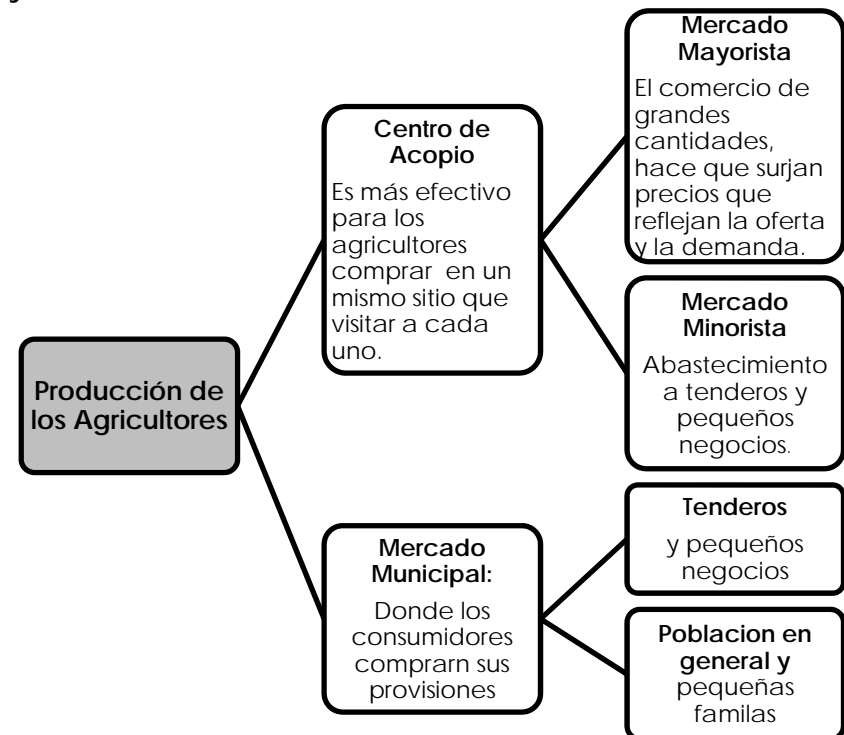 Producción de
los Agricultores
Centro de
Acopio
Es más efectivo
para los
agricultores
comprar en un
mismo sitio que
visitar a cada
uno.
Mercado
Mayorista
El comercio de
grandes
cantidades,
hace que surjan
precios que
reflejan la oferta
y la demanda.
Mercado
Minorista
Abastecimiento
a tenderos y
pequeños
negocios.
Mercado
Municipal:
Donde los
consumidores
comprarn sus
provisiones
Tenderos
y pequeños
negocios
Poblacion en
general y
pequeñas
familas